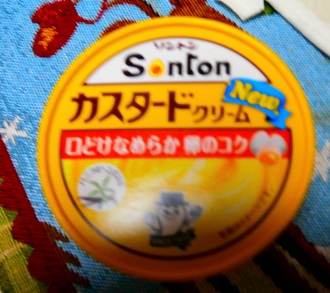 ソントン
Sonton
カスタードクリーム
New
口どけなめらか 卵のコク